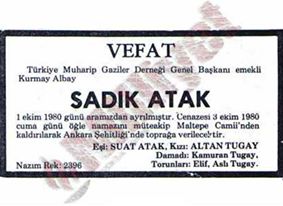 VEFAT
Türkiye Muharip Gaziler Derneği Genel Başkanı emekli
Kurmay Albay
SADIK ATAK
1 ekim 1980 günü aramızdan ayrılmıştır. Cenazesi 3 ekim 1980
cuma günü öğle namazını müteakip Maltepe Camii'nden
kaldırılarak Ankara Şehitliği'nde toprağa verilecektir.
Eşi: SUAT ATAK, Kızı: ALTAN TUGAY
Damadı: Kamuran Tugay,
Nazım Rek: 2396 Torunları: Elif, Aslı Tugay.